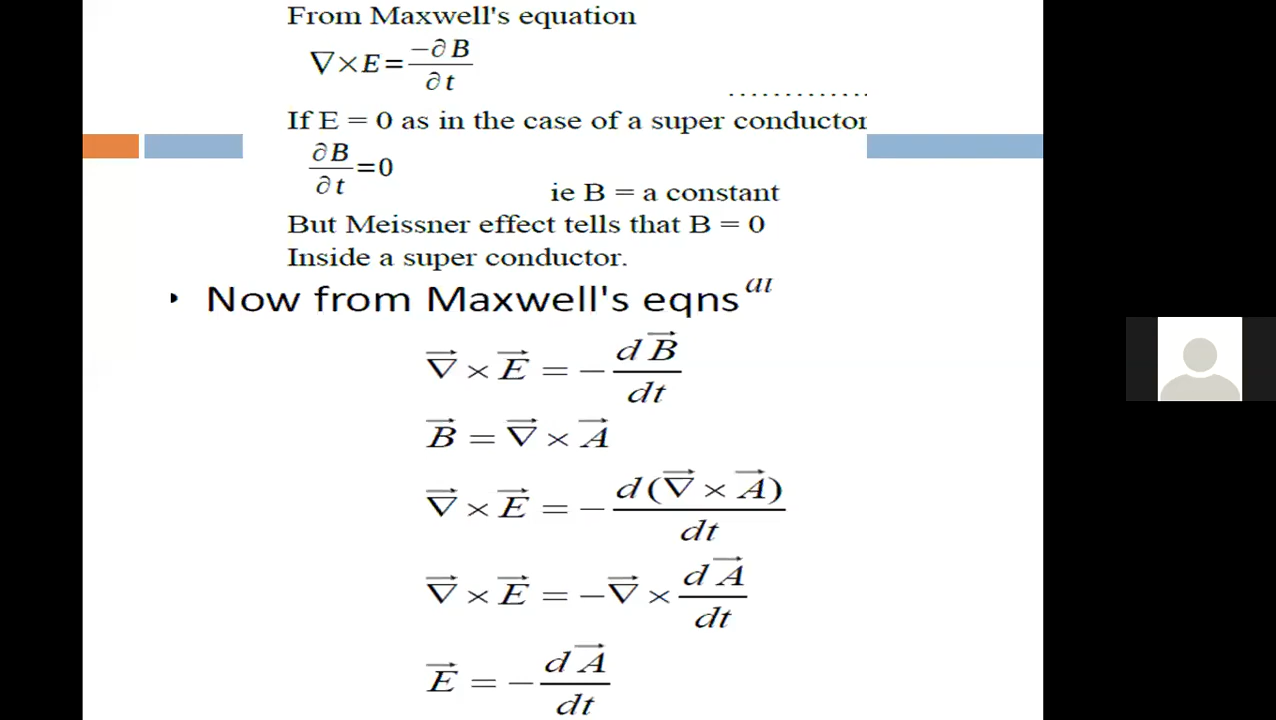 From Maxwell's equation
∇×E=−∂B/∂t
.............
If E = 0 as in the case of a super conductor
∂B/∂t=0
ie B = a constant
But Meissner effect tells that B = 0
Inside a super conductor.
• Now from Maxwell's eqns
∇⃗ × E⃗ = − dB⃗/dt
B⃗ = ∇⃗ × A⃗
∇⃗ × E⃗ = − d(∇⃗ × A⃗)/dt
∇⃗ × E⃗ = −∇⃗ × dA⃗/dt
E⃗ = − dA⃗/dt